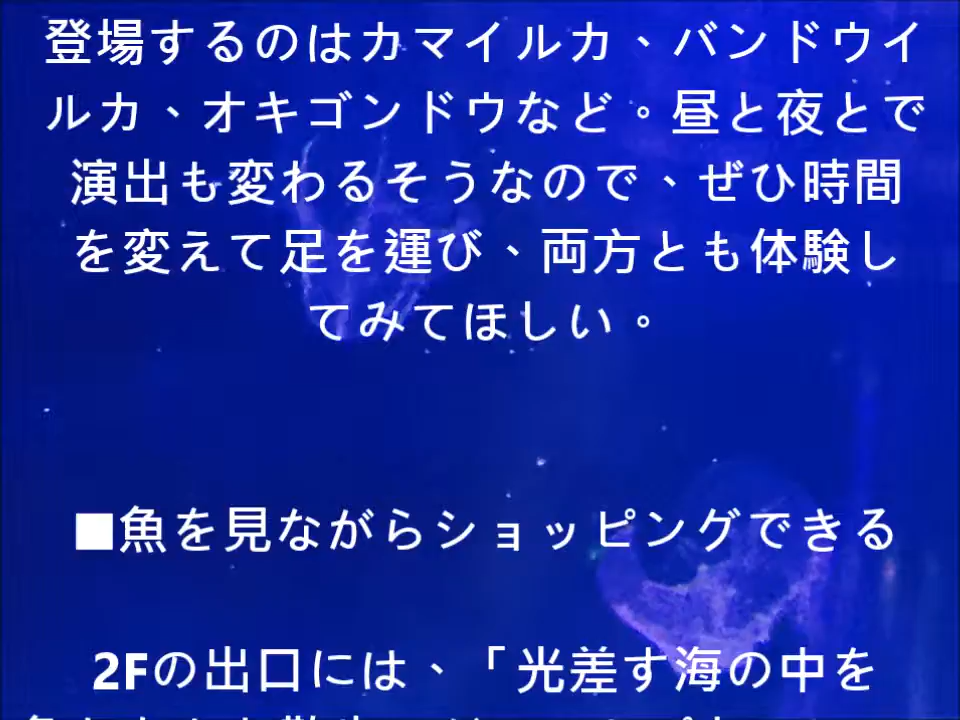 登場するのはカマイルカ、バンドウイ
ルカ、オキゴンドウなど。昼と夜とで
演出も変わるそうなので、ぜひ時間
を変えて足を運び、両方とも体験し
てみてほしい。
■魚を見ながらショッピングできる
2Fの出口には、「光差す海の中を